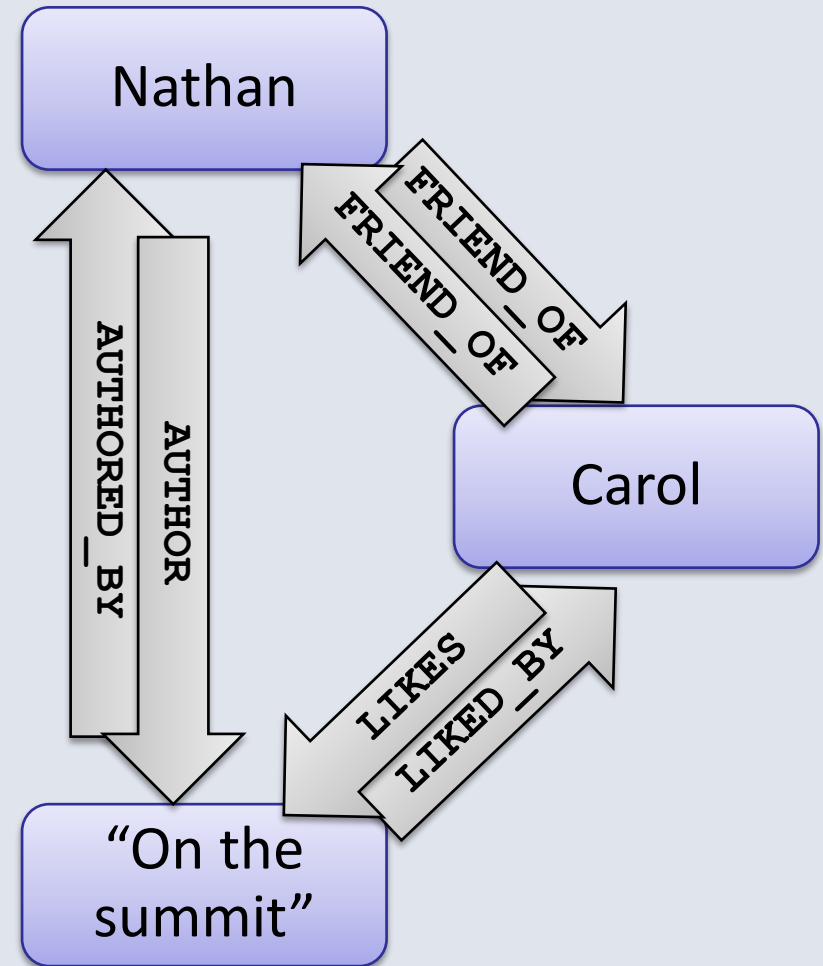 Nathan
FRIEND_OF
FRIEND_OF
AUTHORED_BY
AUTHOR
Carol
LIKES
LIKED_BY
“On the
summit”